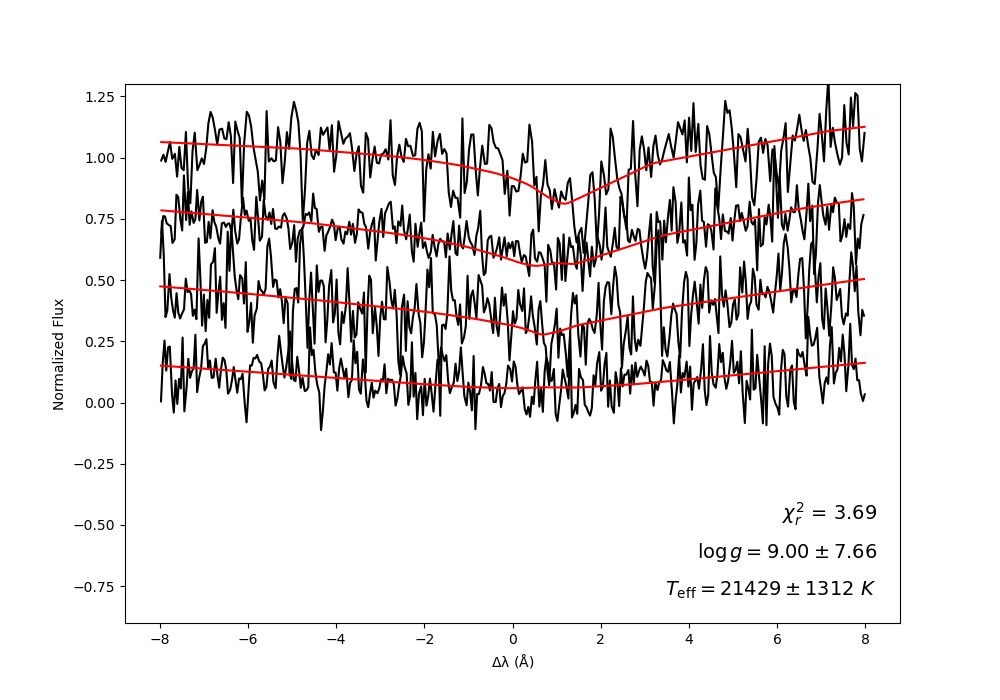 1.25
1.00
0.75
0.50
0.25
0.00
−0.25
−0.50
−0.75
Normalized Flux
χ²ᵣ = 3.69
log g = 9.00 ± 7.66
T_eff = 21429 ± 1312 K
−8 −6 −4 −2 0 2 4 6 8
Δλ (Å)